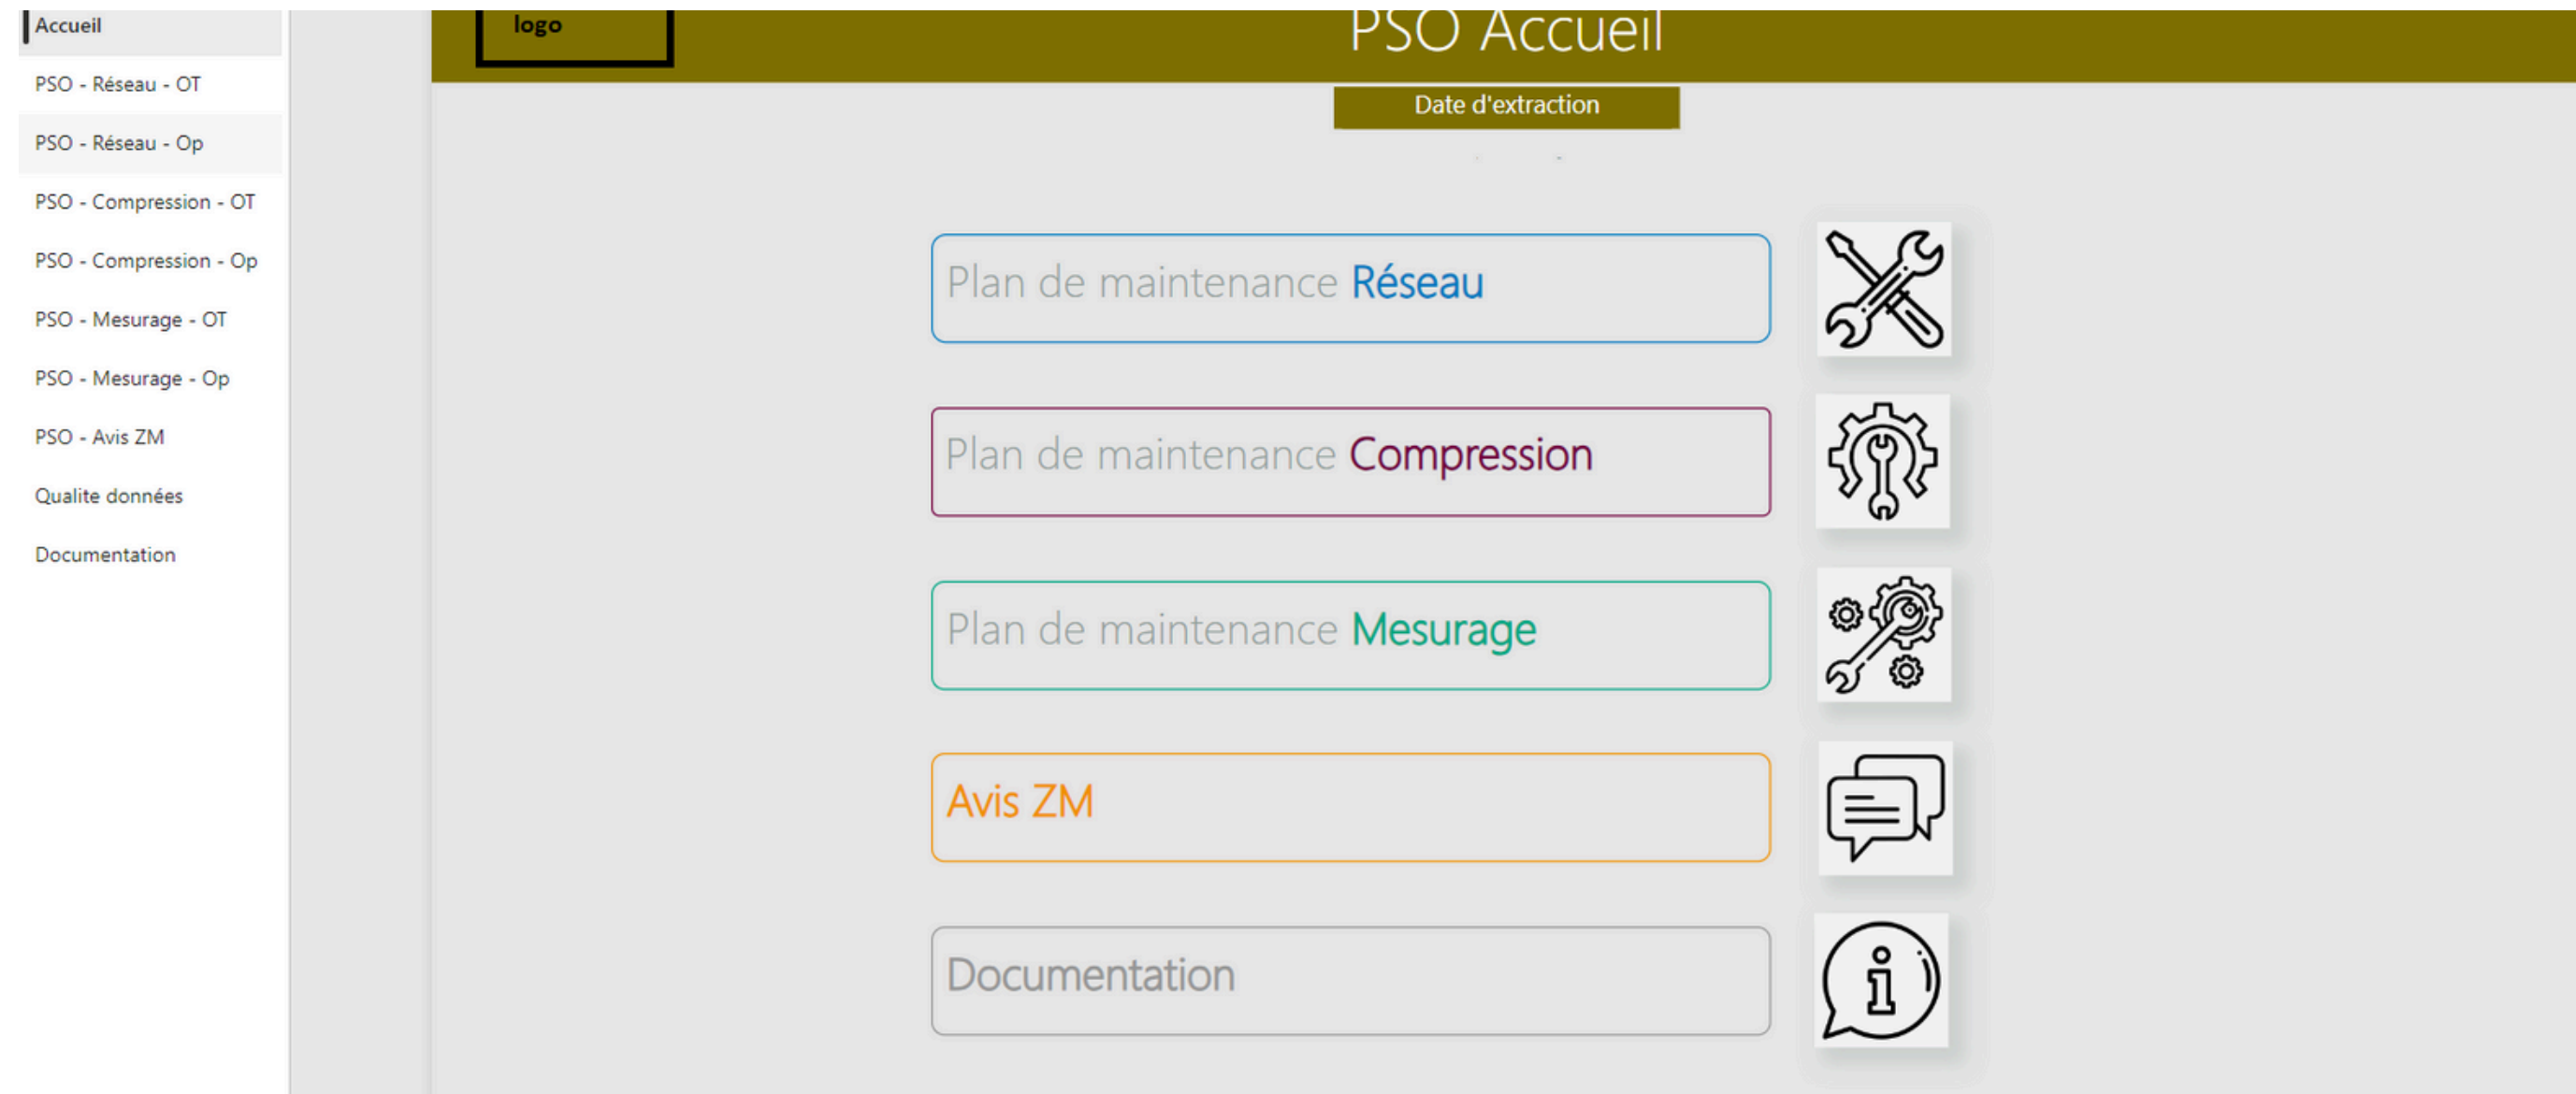 Accueil
PSO - Réseau - OT
PSO - Réseau - Op
PSO - Compression - OT
PSO - Compression - Op
PSO - Mesurage - OT
PSO - Mesurage - Op
PSO - Avis ZM
Qualite données
Documentation
logo
PSO Accueil
Date d'extraction
Plan de maintenance Réseau
Plan de maintenance Compression
Plan de maintenance Mesurage
Avis ZM
Documentation